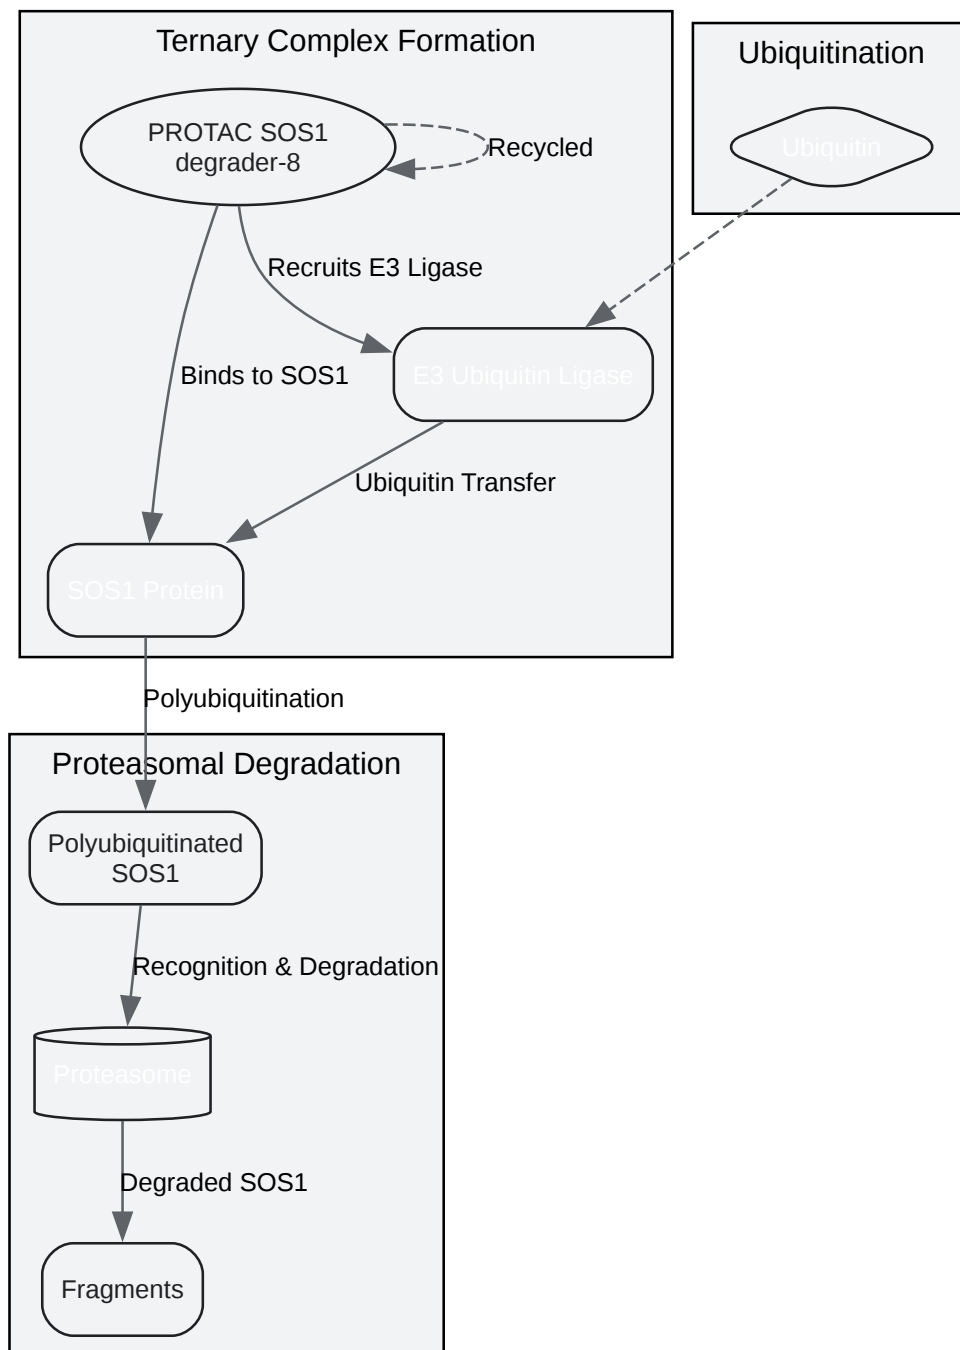 Ternary Complex Formation
Ubiquitination
PROTAC SOS1
degrader-8
Recycled
Ubiquitin
Recruits E3 Ligase
Binds to SOS1
E3 Ubiquitin Ligase
Ubiquitin Transfer
SOS1 Protein
Polyubiquitination
Proteasomal Degradation
Polyubiquitinated
SOS1
Recognition & Degradation
Proteasome
Degraded SOS1
Fragments